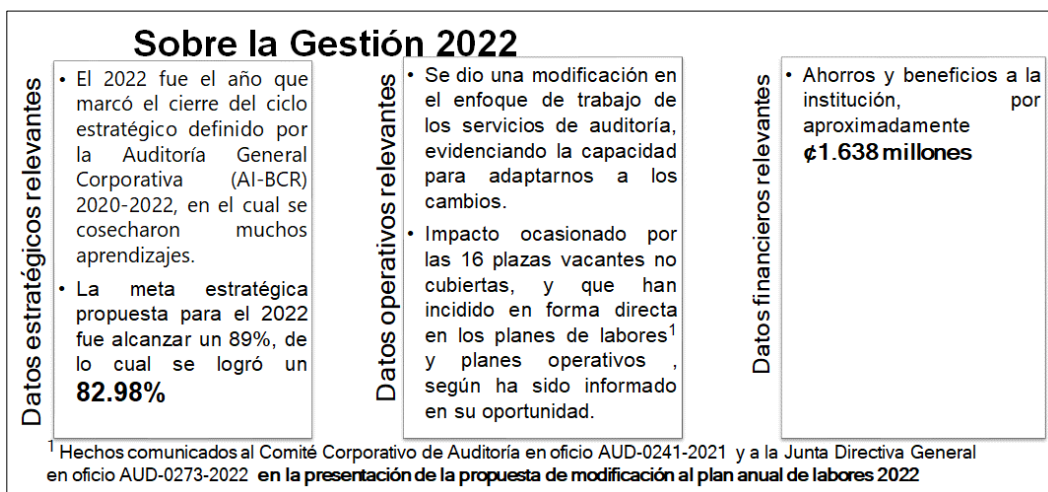 Sobre la Gestión 2022
Datos estratégicos relevantes
• El 2022 fue el año que
marcó el cierre del ciclo
estratégico definido por
la Auditoría General
Corporativa (AI-BCR)
2020-2022, en el cual se
cosecharon muchos
aprendizajes.
• La meta estratégica
propuesta para el 2022
fue alcanzar un 89%, de
lo cual se logró un
82.98%
Datos operativos relevantes
• Se dio una modificación en
el enfoque de trabajo de
los servicios de auditoría,
evidenciando la capacidad
para adaptarnos a los
cambios.
• Impacto ocasionado por
las 16 plazas vacantes no
cubiertas, y que han
incidido en forma directa
en los planes de labores¹
y planes operativos ,
según ha sido informado
en su oportunidad.
Datos financieros relevantes
• Ahorros y beneficios a la
institución, por
aproximadamente
¢1.638 millones
¹ Hechos comunicados al Comité Corporativo de Auditoría en oficio AUD-0241-2021 y a la Junta Directiva General
en oficio AUD-0273-2022 en la presentación de la propuesta de modificación al plan anual de labores 2022